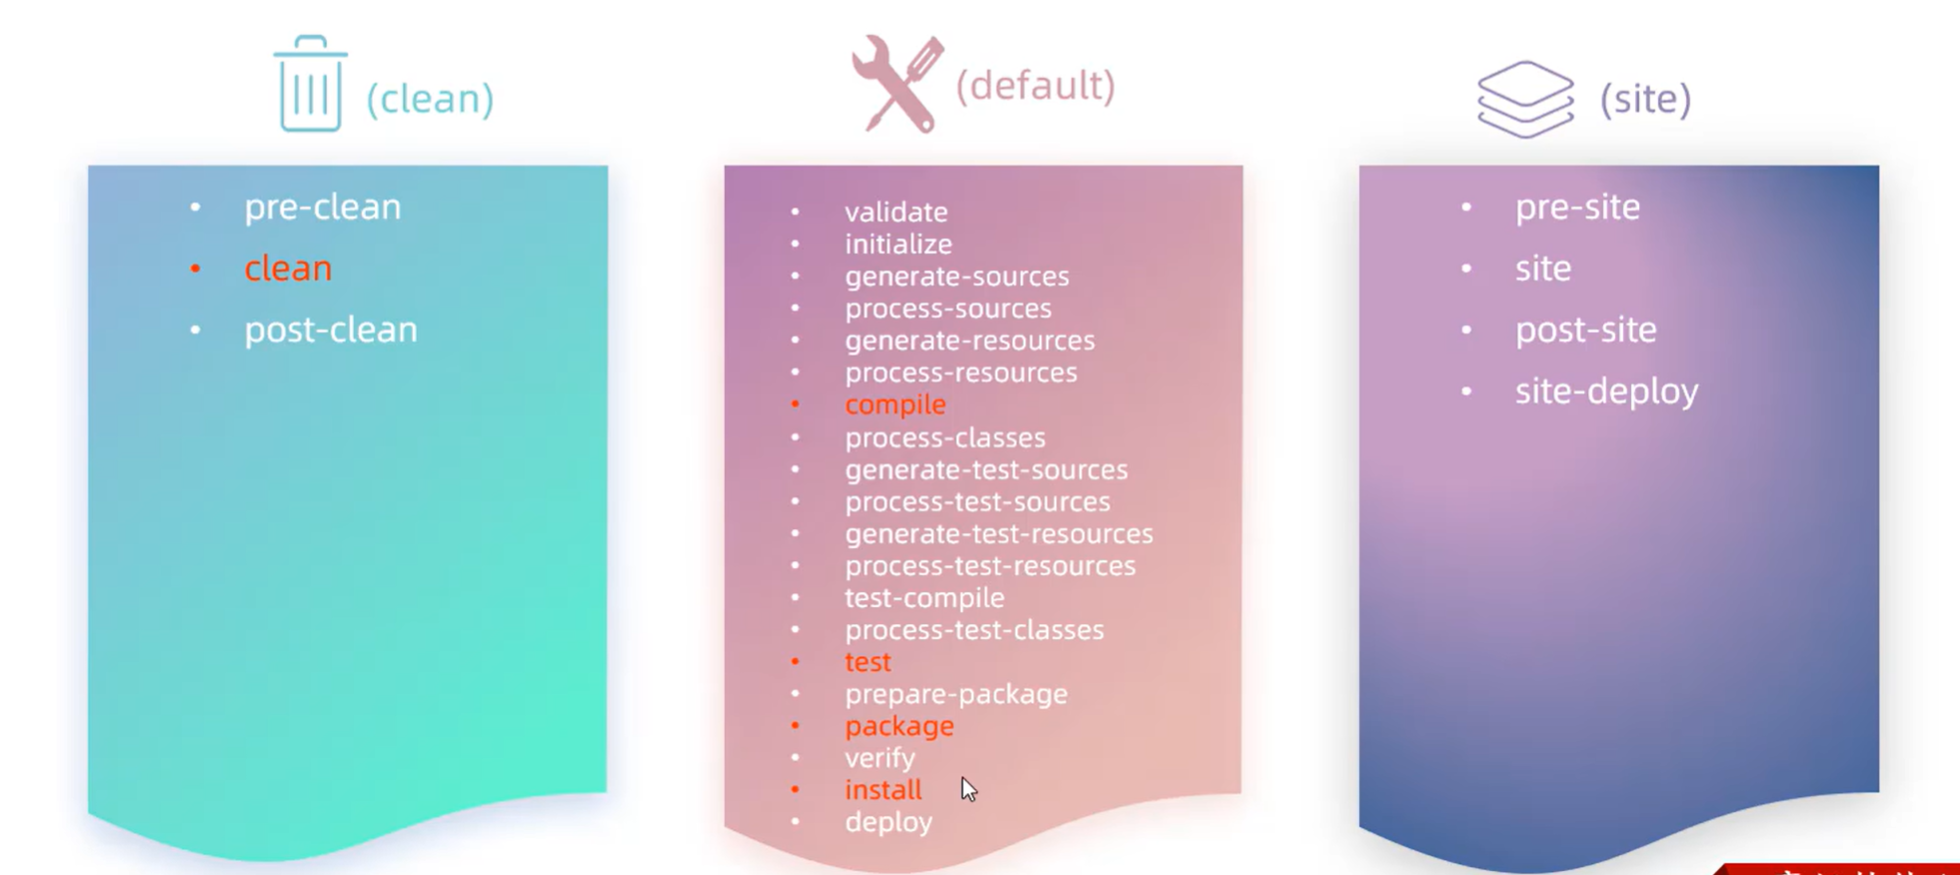 (clean)
pre-clean
clean
post-clean
(default)
validate
initialize
generate-sources
process-sources
generate-resources
process-resources
compile
process-classes
generate-test-sources
process-test-sources
generate-test-resources
process-test-resources
test-compile
process-test-classes
test
prepare-package
package
verify
install
deploy
(site)
pre-site
site
post-site
site-deploy